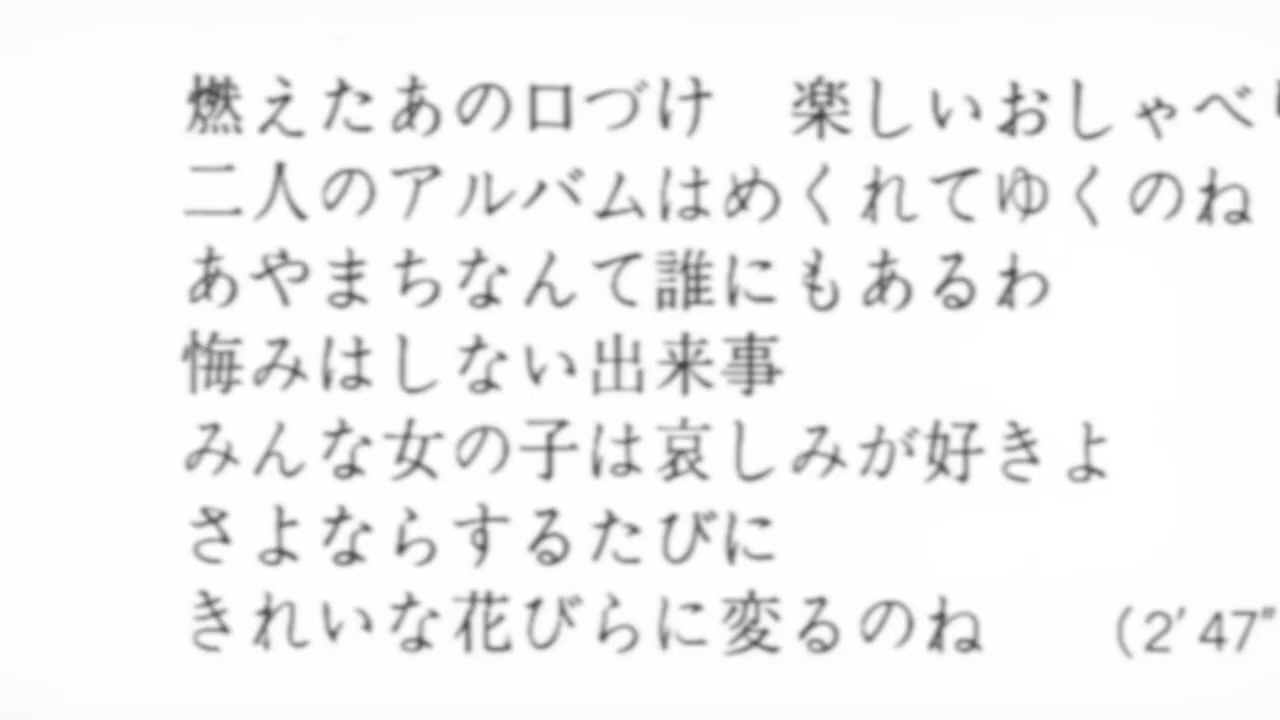 燃えたあの口づけ　楽しいおしゃべり
二人のアルバムはめくれてゆくのね
あやまちなんて誰にもあるわ
悔みはしない出来事
みんな女の子は哀しみが好きよ
さよならするたびに
きれいな花びらに変るのね　　(2′47″